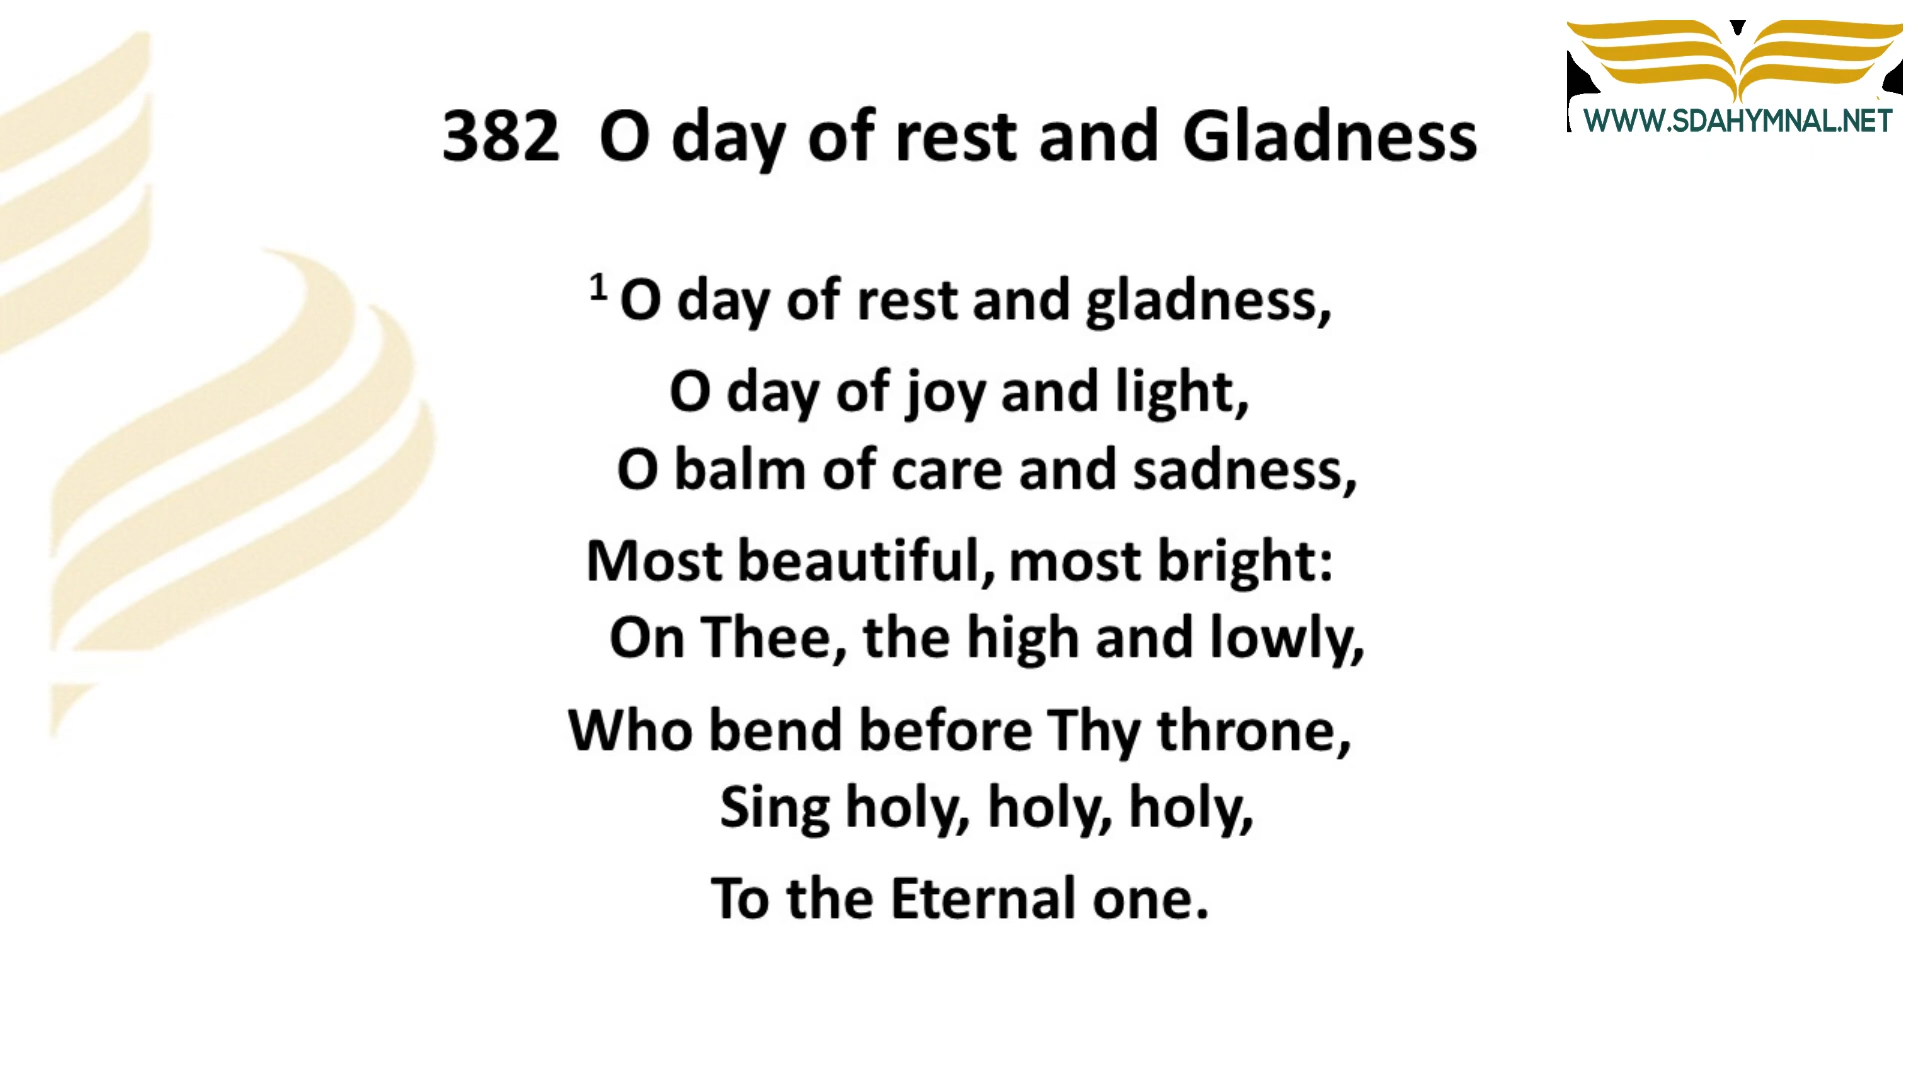 WWW.SDAHYMNAL.NET
382 O day of rest and Gladness
1 O day of rest and gladness,
O day of joy and light,
O balm of care and sadness,
Most beautiful, most bright:
On Thee, the high and lowly,
Who bend before Thy throne,
Sing holy, holy, holy,
To the Eternal one.